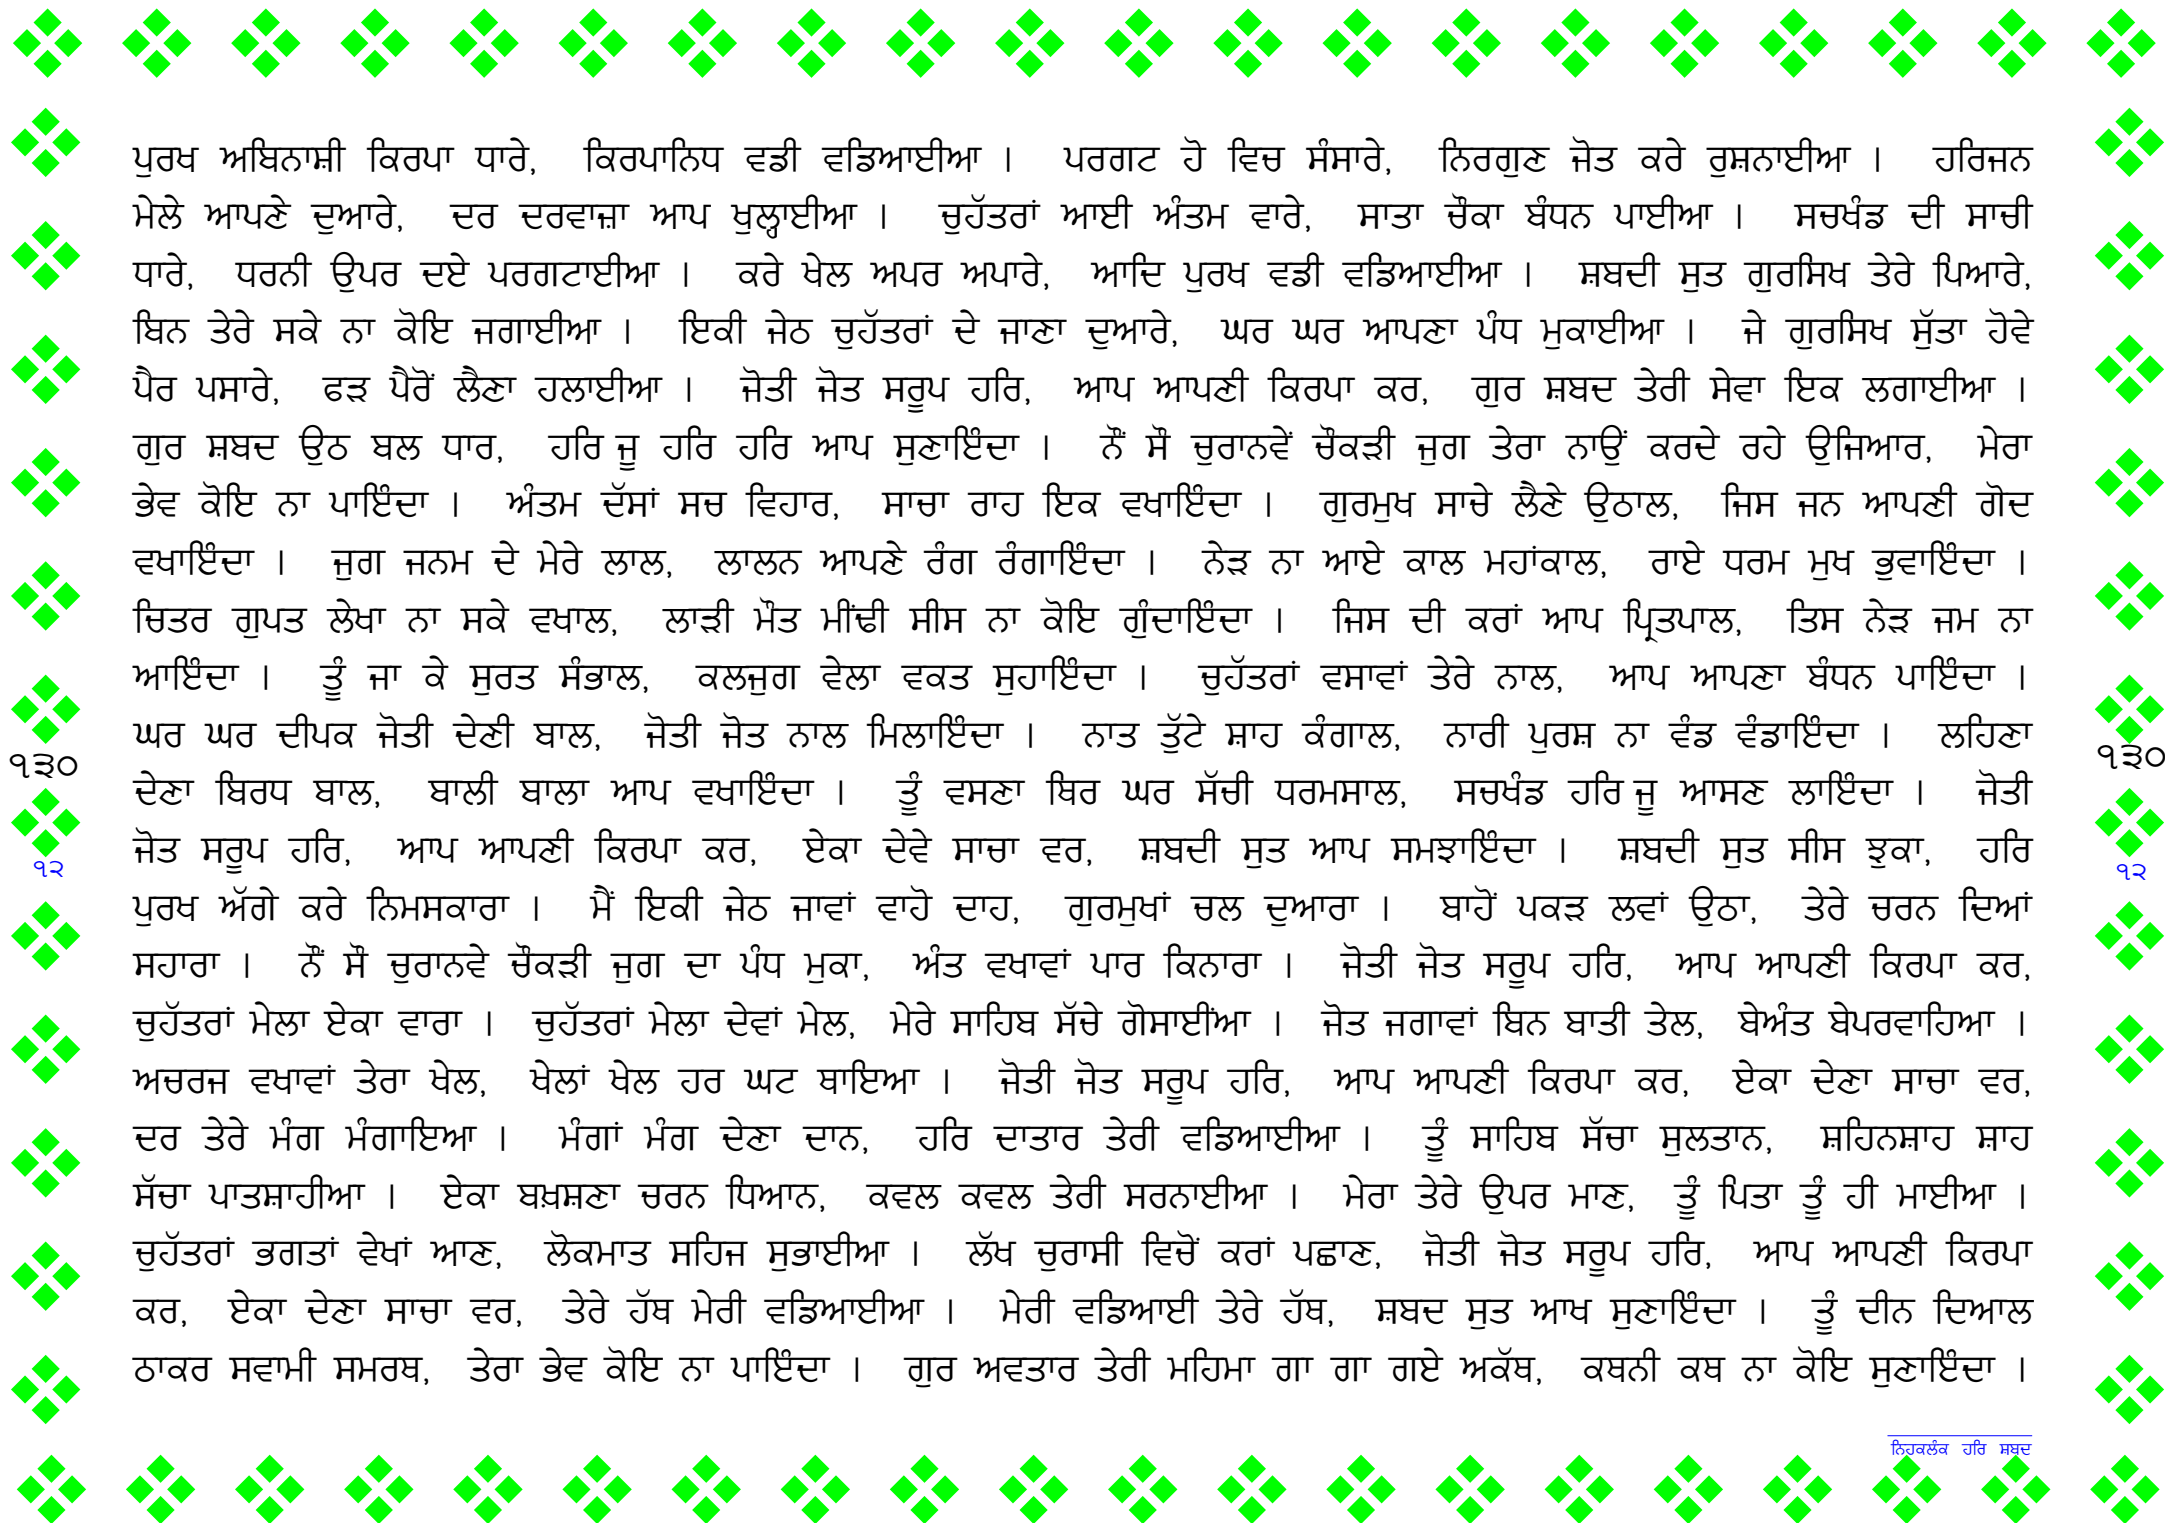 ਪੁਰਖ ਅਬਿਨਾਸ਼ੀ ਕਿਰਪਾ ਧਾਰੇ, ਕਿਰਪਾਨਿਧ ਵਡੀ ਵਡਿਆਈਆ । ਪਰਗਟ ਹੋ ਵਿਚ ਸੰਸਾਰੇ, ਨਿਰਗੁਣ ਜੋਤ ਕਰੇ ਰੁਸ਼ਨਾਈਆ । ਹਰਿਜਨ
ਮੇਲੇ ਆਪਣੇ ਦੁਆਰੇ, ਦਰ ਦਰਵਾਜ਼ਾ ਆਪ ਖੁਲ੍ਹਾਈਆ । ਚੁਹੱਤਰਾਂ ਆਈ ਅੰਤਮ ਵਾਰੇ, ਸਾਤਾ ਚੌਕਾ ਬੰਧਨ ਪਾਈਆ । ਸਚਖੰਡ ਦੀ ਸਾਚੀ
ਧਾਰੇ, ਧਰਨੀ ਉਪਰ ਦਏ ਪਰਗਟਾਈਆ । ਕਰੇ ਖੇਲ ਅਪਰ ਅਪਾਰੇ, ਆਦਿ ਪੁਰਖ ਵਡੀ ਵਡਿਆਈਆ । ਸ਼ਬਦੀ ਸੁਤ ਗੁਰਸਿਖ ਤੇਰੇ ਪਿਆਰੇ,
ਬਿਨ ਤੇਰੇ ਸਕੇ ਨਾ ਕੋਇ ਜਗਾਈਆ । ਇਕੀ ਜੇਠ ਚੁਹੱਤਰਾਂ ਦੇ ਜਾਣਾ ਦੁਆਰੇ, ਘਰ ਘਰ ਆਪਣਾ ਪੰਧ ਮੁਕਾਈਆ । ਜੇ ਗੁਰਸਿਖ ਸੁੱਤਾ ਹੋਵੇ
ਪੈਰ ਪਸਾਰੇ, ਫੜ ਪੈਰੋਂ ਲੈਣਾ ਹਲਾਈਆ । ਜੋਤੀ ਜੋਤ ਸਰੂਪ ਹਰਿ, ਆਪ ਆਪਣੀ ਕਿਰਪਾ ਕਰ, ਗੁਰ ਸ਼ਬਦ ਤੇਰੀ ਸੇਵਾ ਇਕ ਲਗਾਈਆ ।
ਗੁਰ ਸ਼ਬਦ ਉਠ ਬਲ ਧਾਰ, ਹਰਿ ਜੂ ਹਰਿ ਹਰਿ ਆਪ ਸੁਣਾਇੰਦਾ । ਨੌਂ ਸੌ ਚੁਰਾਨਵੇਂ ਚੌਕੜੀ ਜੁਗ ਤੇਰਾ ਨਾਉਂ ਕਰਦੇ ਰਹੇ ਉਜਿਆਰ, ਮੇਰਾ
ਭੇਵ ਕੋਇ ਨਾ ਪਾਇੰਦਾ । ਅੰਤਮ ਦੱਸਾਂ ਸਚ ਵਿਹਾਰ, ਸਾਚਾ ਰਾਹ ਇਕ ਵਖਾਇੰਦਾ । ਗੁਰਮੁਖ ਸਾਚੇ ਲੈਣੇ ਉਠਾਲ, ਜਿਸ ਜਨ ਆਪਣੀ ਗੋਦ
ਵਖਾਇੰਦਾ । ਜੁਗ ਜਨਮ ਦੇ ਮੇਰੇ ਲਾਲ, ਲਾਲਨ ਆਪਣੇ ਰੰਗ ਰੰਗਾਇੰਦਾ । ਨੇੜ ਨਾ ਆਏ ਕਾਲ ਮਹਾਂਕਾਲ, ਰਾਏ ਧਰਮ ਮੁਖ ਭੁਵਾਇੰਦਾ ।
ਚਿਤਰ ਗੁਪਤ ਲੇਖਾ ਨਾ ਸਕੇ ਵਖਾਲ, ਲਾੜੀ ਮੌਤ ਮੀਂਢੀ ਸੀਸ ਨਾ ਕੋਇ ਗੁੰਦਾਇੰਦਾ । ਜਿਸ ਦੀ ਕਰਾਂ ਆਪ ਪ੍ਰਿਤਪਾਲ, ਤਿਸ ਨੇੜ ਜਮ ਨਾ
ਆਇੰਦਾ । ਤੂੰ ਜਾ ਕੇ ਸੁਰਤ ਸੰਭਾਲ, ਕਲਜੁਗ ਵੇਲਾ ਵਕਤ ਸੁਹਾਇੰਦਾ । ਚੁਹੱਤਰਾਂ ਵਸਾਵਾਂ ਤੇਰੇ ਨਾਲ, ਆਪ ਆਪਣਾ ਬੰਧਨ ਪਾਇੰਦਾ ।
ਘਰ ਘਰ ਦੀਪਕ ਜੋਤੀ ਦੇਣੀ ਬਾਲ, ਜੋਤੀ ਜੋਤ ਨਾਲ ਮਿਲਾਇੰਦਾ । ਨਾਤ ਤੁੱਟੇ ਸ਼ਾਹ ਕੰਗਾਲ, ਨਾਰੀ ਪੁਰਸ਼ ਨਾ ਵੰਡ ਵੰਡਾਇੰਦਾ । ਲਹਿਣਾ
੧੩੦ ੧੩੦
ਦੇਣਾ ਬਿਰਧ ਬਾਲ, ਬਾਲੀ ਬਾਲਾ ਆਪ ਵਖਾਇੰਦਾ । ਤੂੰ ਵਸਣਾ ਥਿਰ ਘਰ ਸੱਚੀ ਧਰਮਸਾਲ, ਸਚਖੰਡ ਹਰਿ ਜੂ ਆਸਣ ਲਾਇੰਦਾ । ਜੋਤੀ
ਜੋਤ ਸਰੂਪ ਹਰਿ, ਆਪ ਆਪਣੀ ਕਿਰਪਾ ਕਰ, ਏਕਾ ਦੇਵੇ ਸਾਚਾ ਵਰ, ਸ਼ਬਦੀ ਸੁਤ ਆਪ ਸਮਝਾਇੰਦਾ । ਸ਼ਬਦੀ ਸੁਤ ਸੀਸ ਝੁਕਾ, ਹਰਿ
੧੨ ੧੨
ਪੁਰਖ ਅੱਗੇ ਕਰੇ ਨਿਮਸਕਾਰਾ । ਮੈਂ ਇਕੀ ਜੇਠ ਜਾਵਾਂ ਵਾਹੋ ਦਾਹ, ਗੁਰਮੁਖਾਂ ਚਲ ਦੁਆਰਾ । ਬਾਹੋਂ ਪਕੜ ਲਵਾਂ ਉਠਾ, ਤੇਰੇ ਚਰਨ ਦਿਆਂ
ਸਹਾਰਾ । ਨੌਂ ਸੌ ਚੁਰਾਨਵੇ ਚੌਕੜੀ ਜੁਗ ਦਾ ਪੰਧ ਮੁਕਾ, ਅੰਤ ਵਖਾਵਾਂ ਪਾਰ ਕਿਨਾਰਾ । ਜੋਤੀ ਜੋਤ ਸਰੂਪ ਹਰਿ, ਆਪ ਆਪਣੀ ਕਿਰਪਾ ਕਰ,
ਚੁਹੱਤਰਾਂ ਮੇਲਾ ਏਕਾ ਵਾਰਾ । ਚੁਹੱਤਰਾਂ ਮੇਲਾ ਦੇਵਾਂ ਮੇਲ, ਮੇਰੇ ਸਾਹਿਬ ਸੱਚੇ ਗੋਸਾਈਂਆ । ਜੋਤ ਜਗਾਵਾਂ ਬਿਨ ਬਾਤੀ ਤੇਲ, ਬੇਅੰਤ ਬੇਪਰਵਾਹਿਆ ।
ਅਚਰਜ ਵਖਾਵਾਂ ਤੇਰਾ ਖੇਲ, ਖੇਲਾਂ ਖੇਲ ਹਰ ਘਟ ਥਾਇਆ । ਜੋਤੀ ਜੋਤ ਸਰੂਪ ਹਰਿ, ਆਪ ਆਪਣੀ ਕਿਰਪਾ ਕਰ, ਏਕਾ ਦੇਣਾ ਸਾਚਾ ਵਰ,
ਦਰ ਤੇਰੇ ਮੰਗ ਮੰਗਾਇਆ । ਮੰਗਾਂ ਮੰਗ ਦੇਣਾ ਦਾਨ, ਹਰਿ ਦਾਤਾਰ ਤੇਰੀ ਵਡਿਆਈਆ । ਤੂੰ ਸਾਹਿਬ ਸੱਚਾ ਸੁਲਤਾਨ, ਸ਼ਹਿਨਸ਼ਾਹ ਸ਼ਾਹ
ਸੱਚਾ ਪਾਤਸ਼ਾਹੀਆ । ਏਕਾ ਬਖ਼ਸ਼ਣਾ ਚਰਨ ਧਿਆਨ, ਕਵਲ ਕਵਲ ਤੇਰੀ ਸਰਨਾਈਆ । ਮੇਰਾ ਤੇਰੇ ਉਪਰ ਮਾਣ, ਤੂੰ ਪਿਤਾ ਤੂੰ ਹੀ ਮਾਈਆ ।
ਚੁਹੱਤਰਾਂ ਭਗਤਾਂ ਵੇਖਾਂ ਆਣ, ਲੋਕਮਾਤ ਸਹਿਜ ਸੁਭਾਈਆ । ਲੱਖ ਚੁਰਾਸੀ ਵਿਚੋਂ ਕਰਾਂ ਪਛਾਣ, ਜੋਤੀ ਜੋਤ ਸਰੂਪ ਹਰਿ, ਆਪ ਆਪਣੀ ਕਿਰਪਾ
ਕਰ, ਏਕਾ ਦੇਣਾ ਸਾਚਾ ਵਰ, ਤੇਰੇ ਹੱਥ ਮੇਰੀ ਵਡਿਆਈਆ । ਮੇਰੀ ਵਡਿਆਈ ਤੇਰੇ ਹੱਥ, ਸ਼ਬਦ ਸੁਤ ਆਖ ਸੁਣਾਇੰਦਾ । ਤੂੰ ਦੀਨ ਦਿਆਲ
ਠਾਕਰ ਸਵਾਮੀ ਸਮਰਥ, ਤੇਰਾ ਭੇਵ ਕੋਇ ਨਾ ਪਾਇੰਦਾ । ਗੁਰ ਅਵਤਾਰ ਤੇਰੀ ਮਹਿਮਾ ਗਾ ਗਾ ਗਏ ਅਕੱਥ, ਕਥਨੀ ਕਥ ਨਾ ਕੋਇ ਸੁਣਾਇੰਦਾ ।
ਨਿਹਕਲੰਕ ਹਰਿ ਸ਼ਬਦ